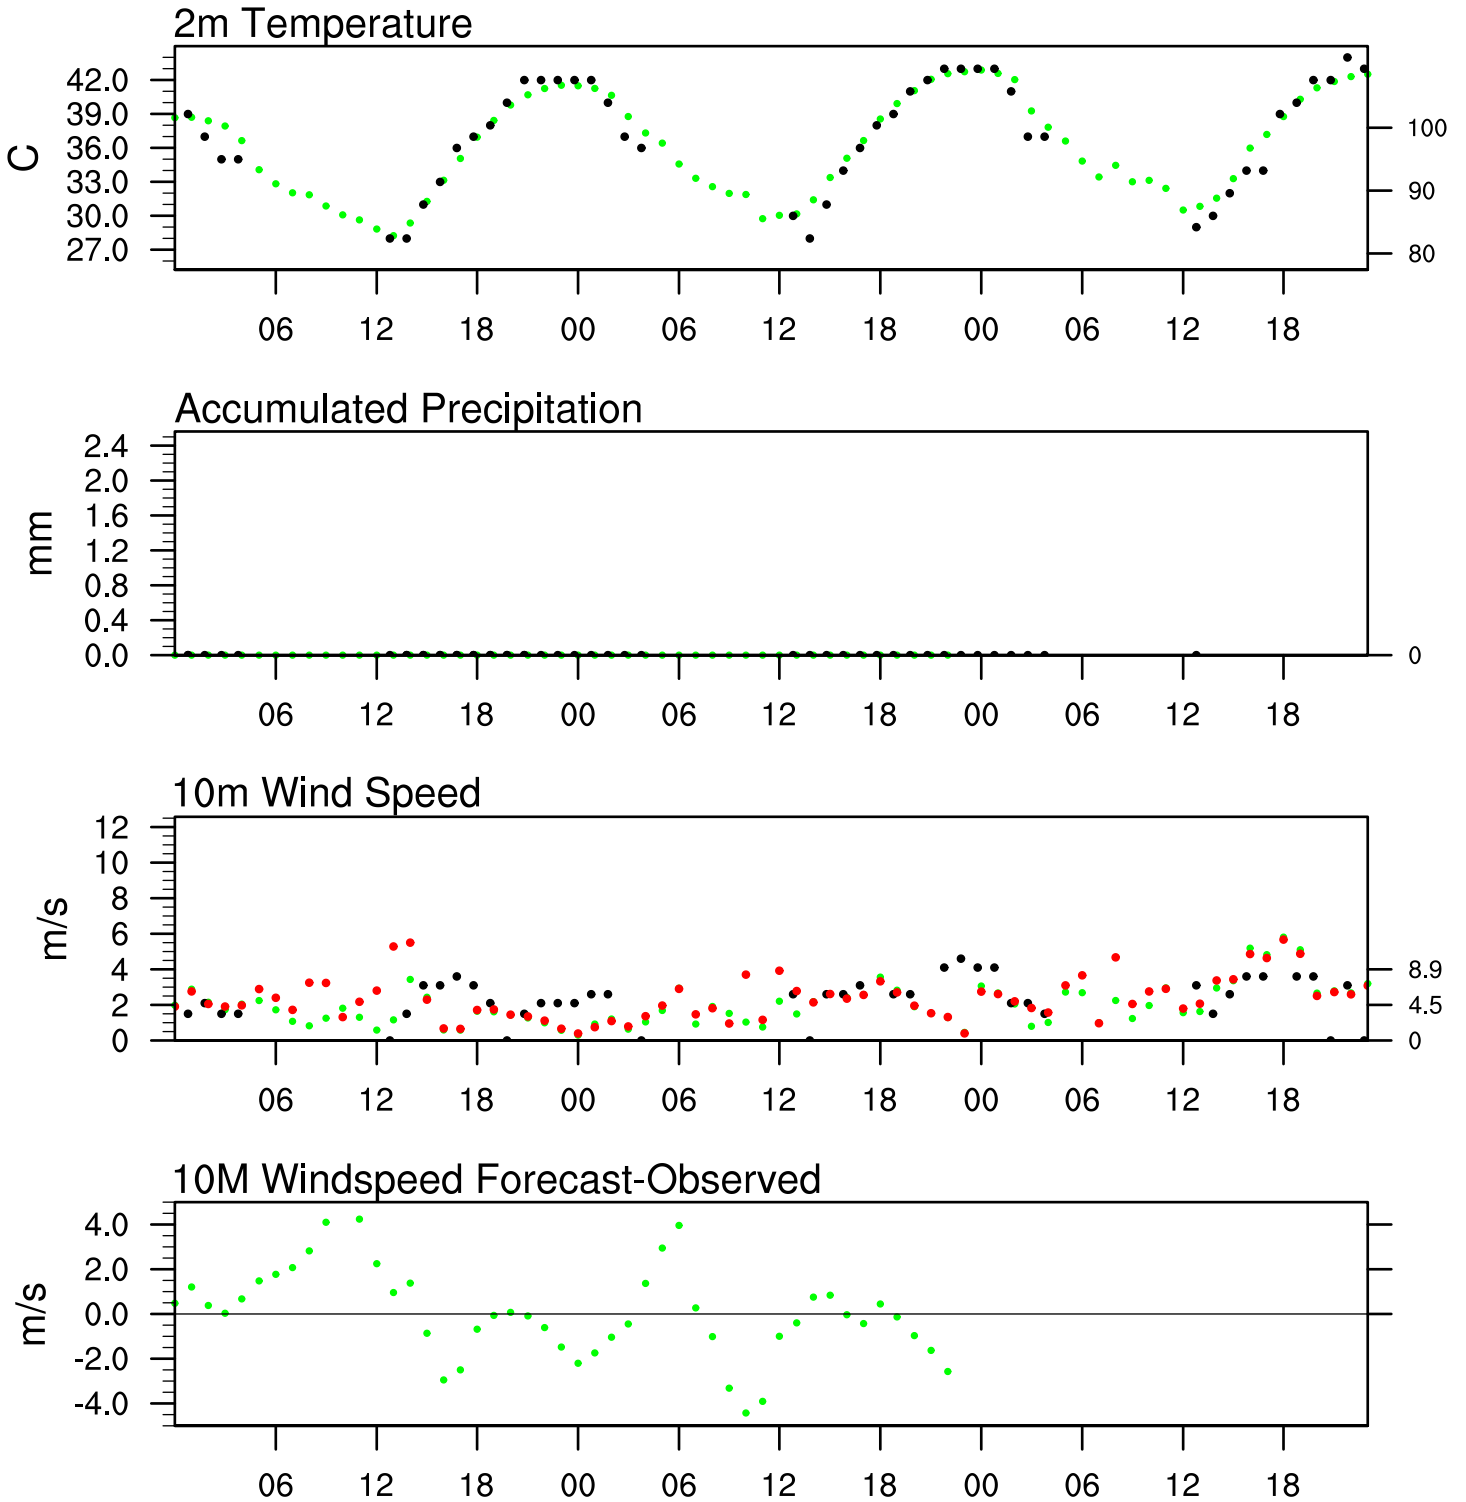 2m Temperature
C
42.0
39.0
36.0
33.0
30.0
27.0
100
90
80
06 12 18 00 06 12 18 00 06 12 18
Accumulated Precipitation
mm
2.4
2.0
1.6
1.2
0.8
0.4
0.0
0
06 12 18 00 06 12 18 00 06 12 18
10m Wind Speed
m/s
12
10
8
6
4
2
0
8.9
4.5
0
06 12 18 00 06 12 18 00 06 12 18
10M Windspeed Forecast-Observed
m/s
4.0
2.0
0.0
-2.0
-4.0
06 12 18 00 06 12 18 00 06 12 18